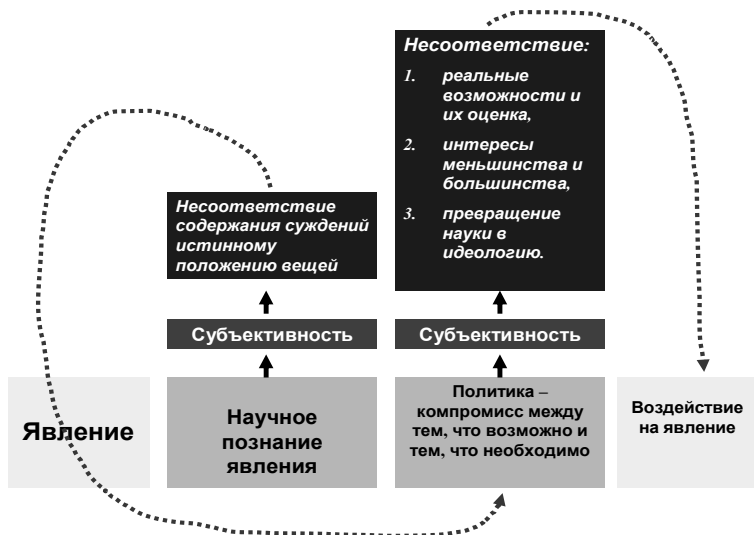 Несоответствие:
1. реальные
возможности и
их оценка,
2. интересы
меньшинства и
большинства,
3. превращение
науки в
идеологию.
Несоответствие
содержания суждений
истинному
положению вещей
Субъективность
Субъективность
Явление
Научное
познание
явления
Политика –
компромисс между
тем, что возможно и
тем, что необходимо
Воздействие
на явление